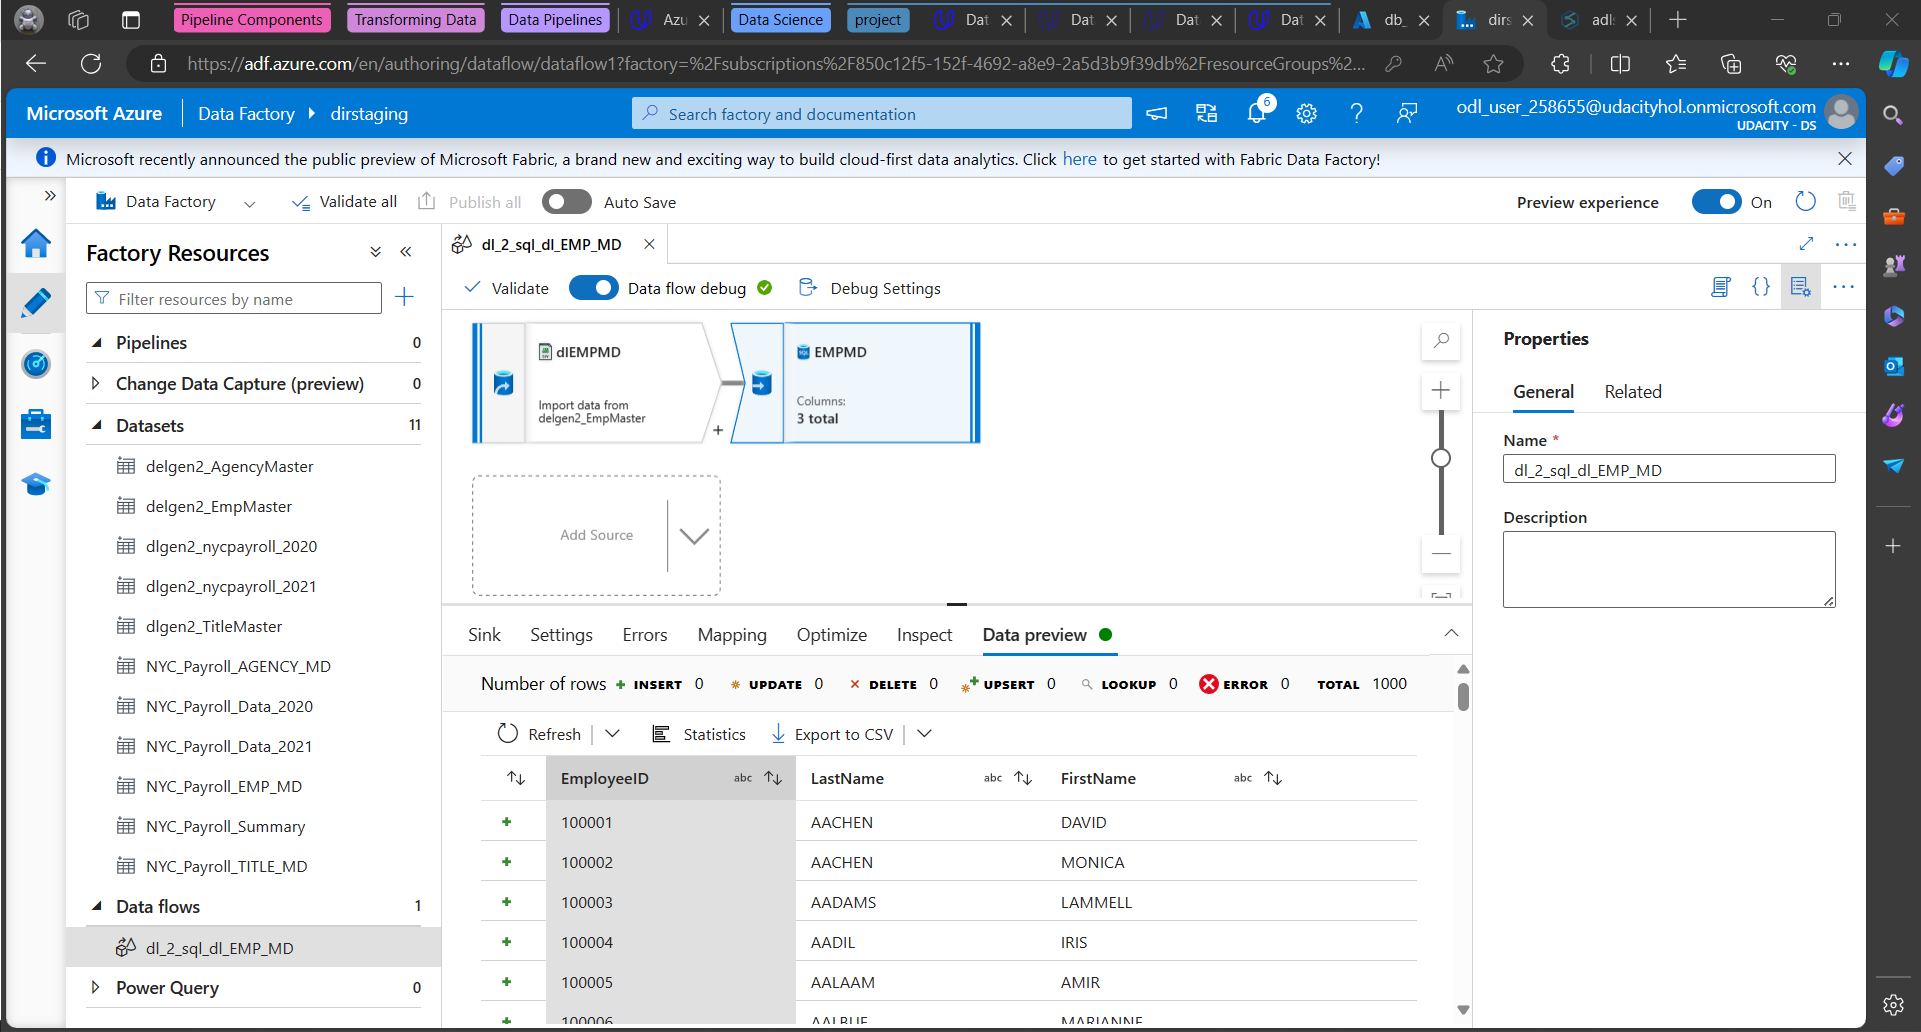 Pipeline Components
Transforming Data
Data Pipelines
Azu
Data Science
project
Dat
Dat
Dat
Dat
db_
dirs
adls
https://adf.azure.com/en/authoring/dataflow/dataflow1?factory=%2Fsubscriptions%2F850c12f5-152f-4692-a8e9-2a5d3b9f39db%2FresourceGroups%2...
Microsoft Azure
Data Factory
dirstaging
Search factory and documentation
6
odl_user_258655@udacityhol.onmicrosoft.com
UDACITY - DS
Microsoft recently announced the public preview of Microsoft Fabric, a brand new and exciting way to build cloud-first data analytics. Click here to get started with Fabric Data Factory!
Data Factory
Validate all
Publish all
Auto Save
Preview experience
On
Factory Resources
Filter resources by name
Pipelines 0
Change Data Capture (preview) 0
Datasets 11
delgen2_AgencyMaster
delgen2_EmpMaster
dlgen2_nycpayroll_2020
dlgen2_nycpayroll_2021
dlgen2_TitleMaster
NYC_Payroll_AGENCY_MD
NYC_Payroll_Data_2020
NYC_Payroll_Data_2021
NYC_Payroll_EMP_MD
NYC_Payroll_Summary
NYC_Payroll_TITLE_MD
Data flows 1
dl_2_sql_dl_EMP_MD
Power Query 0
dl_2_sql_dl_EMP_MD
Validate
Data flow debug
Debug Settings
dlEMPMD
Import data from
delgen2_EmpMaster
EMPMD
Columns:
3 total
Add Source
Properties
General Related
Name *
dl_2_sql_dl_EMP_MD
Description
Sink Settings Errors Mapping Optimize Inspect Data preview
Number of rows INSERT 0 UPDATE 0 DELETE 0 UPSERT 0 LOOKUP 0 ERROR 0 TOTAL 1000
Refresh Statistics Export to CSV
EmployeeID abc LastName abc FirstName abc
100001 AACHEN DAVID
100002 AACHEN MONICA
100003 AADAMS LAMMELL
100004 AADIL IRIS
100005 AALAAM AMIR
100006 AALBUE MARIANNE